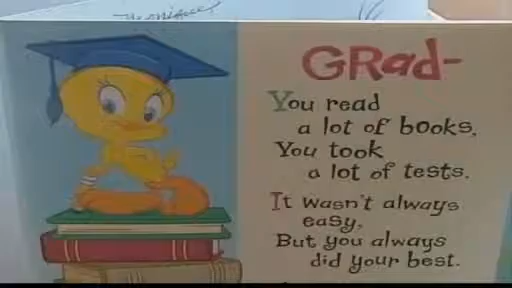 GRad-
You read
a lot of books,
You took
a lot of tests.
It wasn't always
easy,
But you always
did your best.